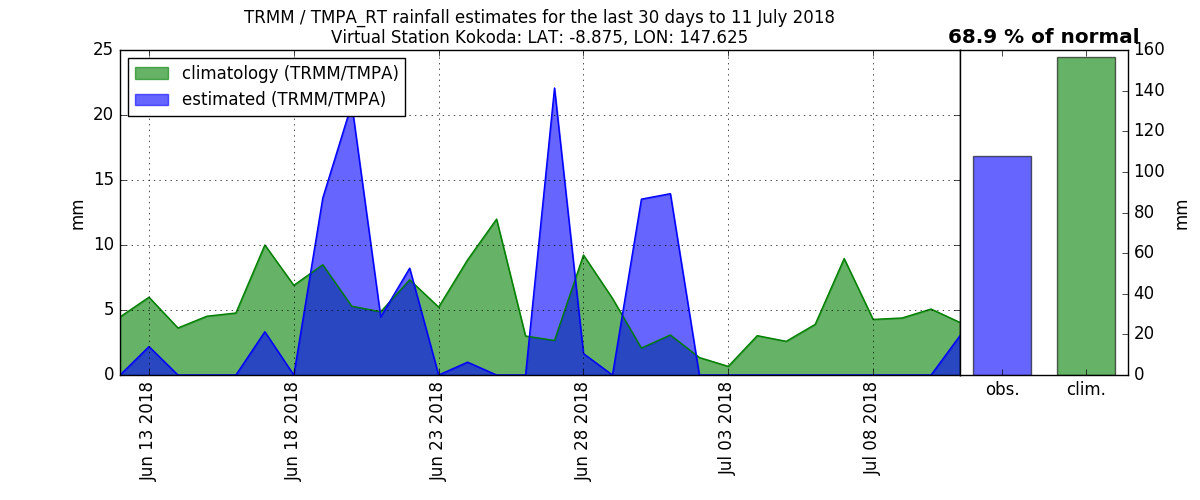 TRMM / TMPA_RT rainfall estimates for the last 30 days to 11 July 2018
Virtual Station Kokoda: LAT: -8.875, LON: 147.625
68.9 % of normal
climatology (TRMM/TMPA)
estimated (TRMM/TMPA)
25
20
15
10
5
0
mm
Jun 13 2018
Jun 18 2018
Jun 23 2018
Jun 28 2018
Jul 03 2018
Jul 08 2018
160
140
120
100
80
60
40
20
0
mm
obs.
clim.